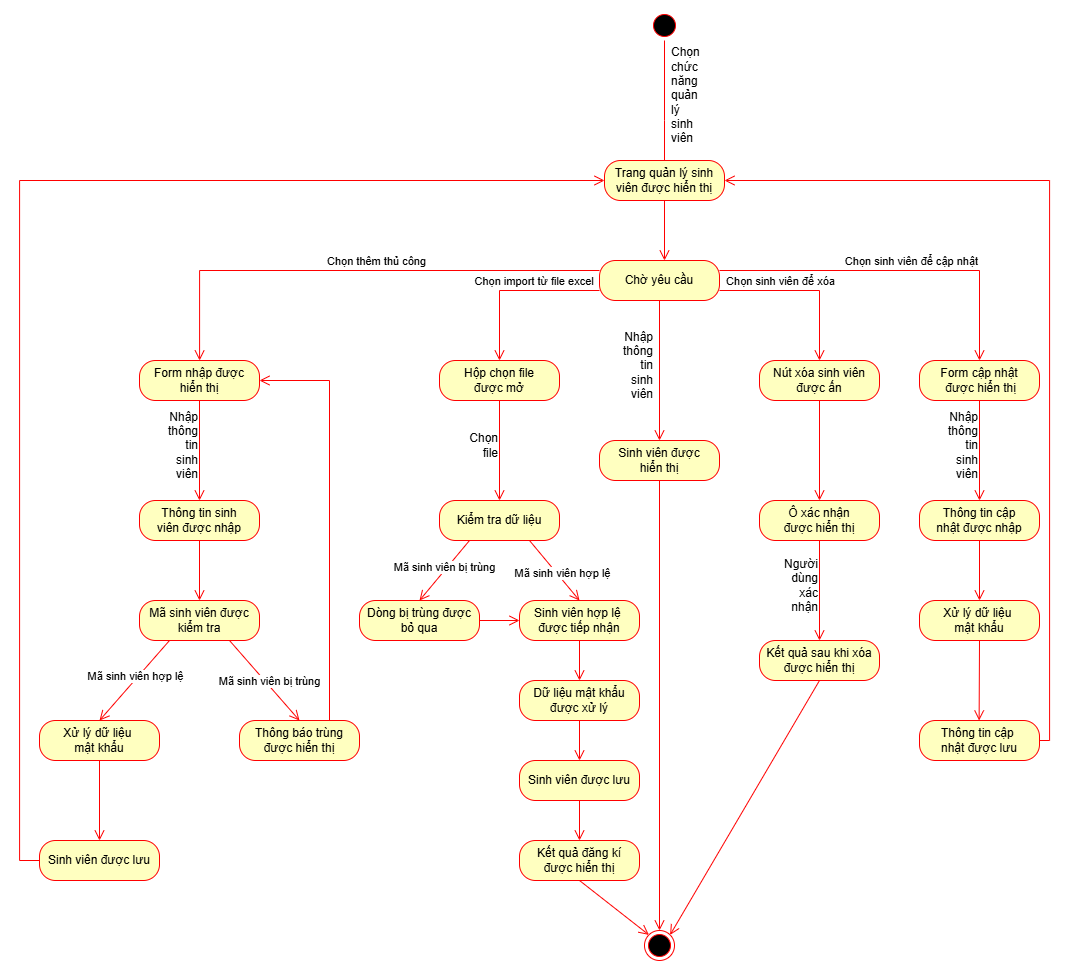 Chọn
chức
năng
quản
lý
sinh
viên
Trang quản lý sinh
viên được hiển thị
Chọn thêm thủ công
Chọn import từ file excel
Chờ yêu cầu
Chọn sinh viên để cập nhật
Chọn sinh viên để xóa
Form nhập được
hiển thị
Hộp chọn file
được mở
Nhập
thông
tin
sinh
viên
Nút xóa sinh viên
được ấn
Form cập nhật
được hiển thị
Nhập
thông
tin
sinh
viên
Chọn
file
Sinh viên được
hiển thị
Nhập
thông
tin
sinh
viên
Thông tin sinh
viên được nhập
Kiểm tra dữ liệu
Ô xác nhận
được hiển thị
Thông tin cập
nhật được nhập
Mã sinh viên bị trùng
Mã sinh viên hợp lệ
Người
dùng
xác
nhận
Mã sinh viên được
kiểm tra
Dòng bị trùng được
bỏ qua
Sinh viên hợp lệ
được tiếp nhận
Xử lý dữ liệu
mật khẩu
Mã sinh viên hợp lệ
Mã sinh viên bị trùng
Kết quả sau khi xóa
được hiển thị
Dữ liệu mật khẩu
được xử lý
Xử lý dữ liệu
mật khẩu
Thông báo trùng
được hiển thị
Thông tin cập
nhật được lưu
Sinh viên được lưu
Sinh viên được lưu
Kết quả đăng kí
được hiển thị